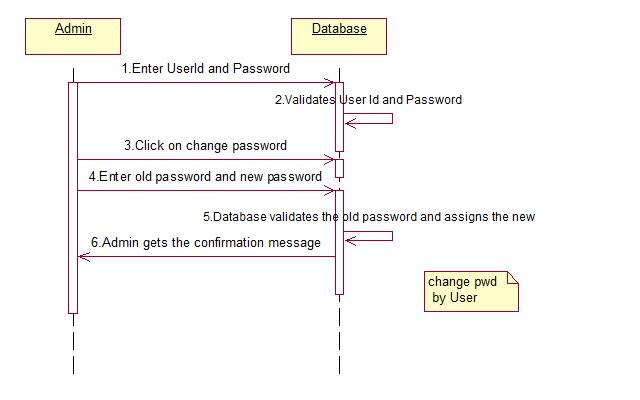 Admin
Database
1.Enter UserId and Password
2.Validates User Id and Password
3.Click on change password
4.Enter old password and new password
5.Database validates the old password and assigns the new
6.Admin gets the confirmation message
change pwd
by User